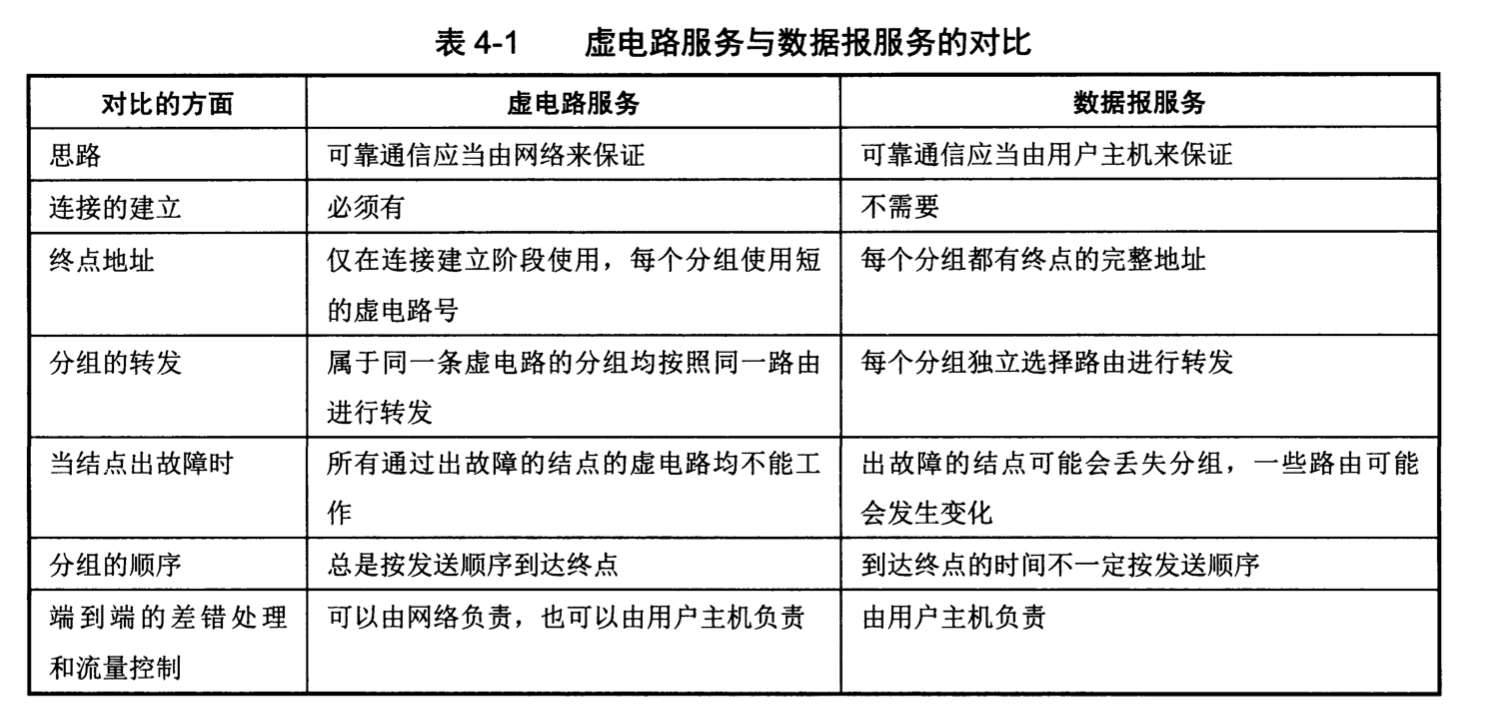 表 4-1 虚电路服务与数据报服务的对比
对比的方面 虚电路服务 数据报服务
思路 可靠通信应当由网络来保证 可靠通信应当由用户主机来保证
连接的建立 必须有 不需要
终点地址 仅在连接建立阶段使用，每个分组使用短 每个分组都有终点的完整地址
的虚电路号
分组的转发 属于同一条虚电路的分组均按照同一路由 每个分组独立选择路由进行转发
进行转发
当结点出故障时 所有通过出故障的结点的虚电路均不能工 出故障的结点可能会丢失分组，一些路由可能
作 会发生变化
分组的顺序 总是按发送顺序到达终点 到达终点的时间不一定按发送顺序
端到端的差错处理 可以由网络负责，也可以由用户主机负责 由用户主机负责
和流量控制